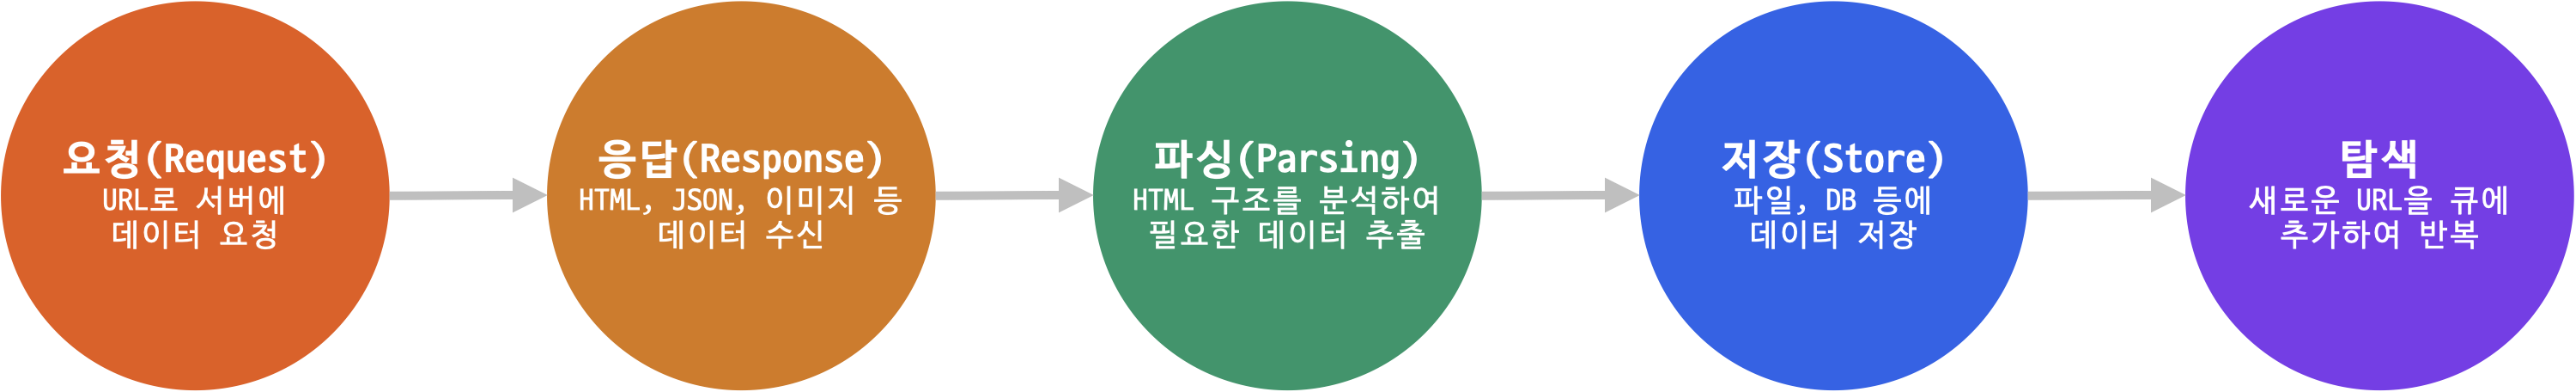 요청(Request)
URL로 서버에
데이터 요청
응답(Response)
HTML, JSON, 이미지 등
데이터 수신
파싱(Parsing)
HTML 구조를 분석하여
필요한 데이터 추출
저장(Store)
파일, DB 등에
데이터 저장
탐색
새로운 URL을 큐에
추가하여 반복